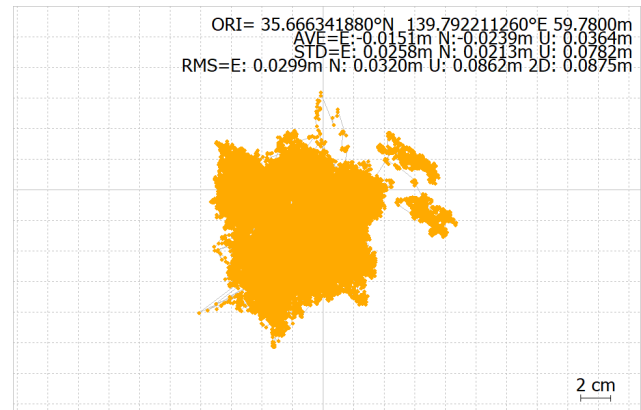 ORI= 35.666341880°N 139.792211260°E 59.7800m
AVE=E:-0.0151m N:-0.0239m U: 0.0364m
STD=E: 0.0258m N: 0.0213m U: 0.0782m
RMS=E: 0.0299m N: 0.0320m U: 0.0862m 2D: 0.0875m
2 cm